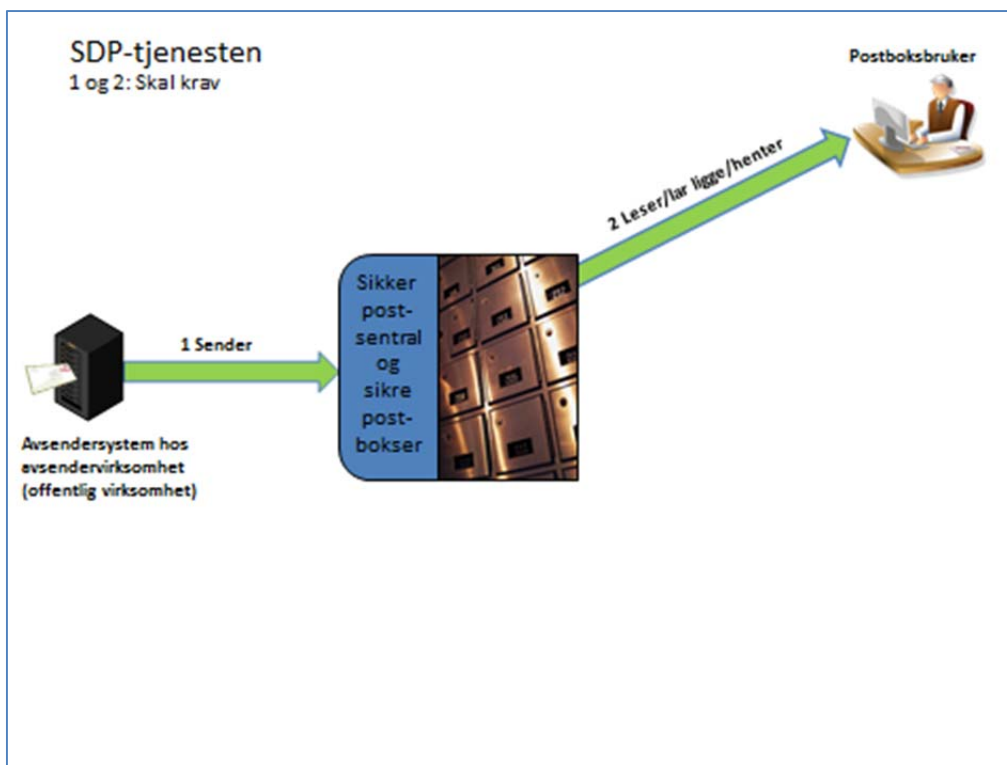 SDP-tjenesten
1 og 2: Skal krav
Postboksbruker
2 Leser/lar ligge/henter
Sikker
post-
sentral
og
sikre
post-
bokser
1 Sender
Avsendersystem hos
avsendervirksomhet
(offentlig virksomhet)